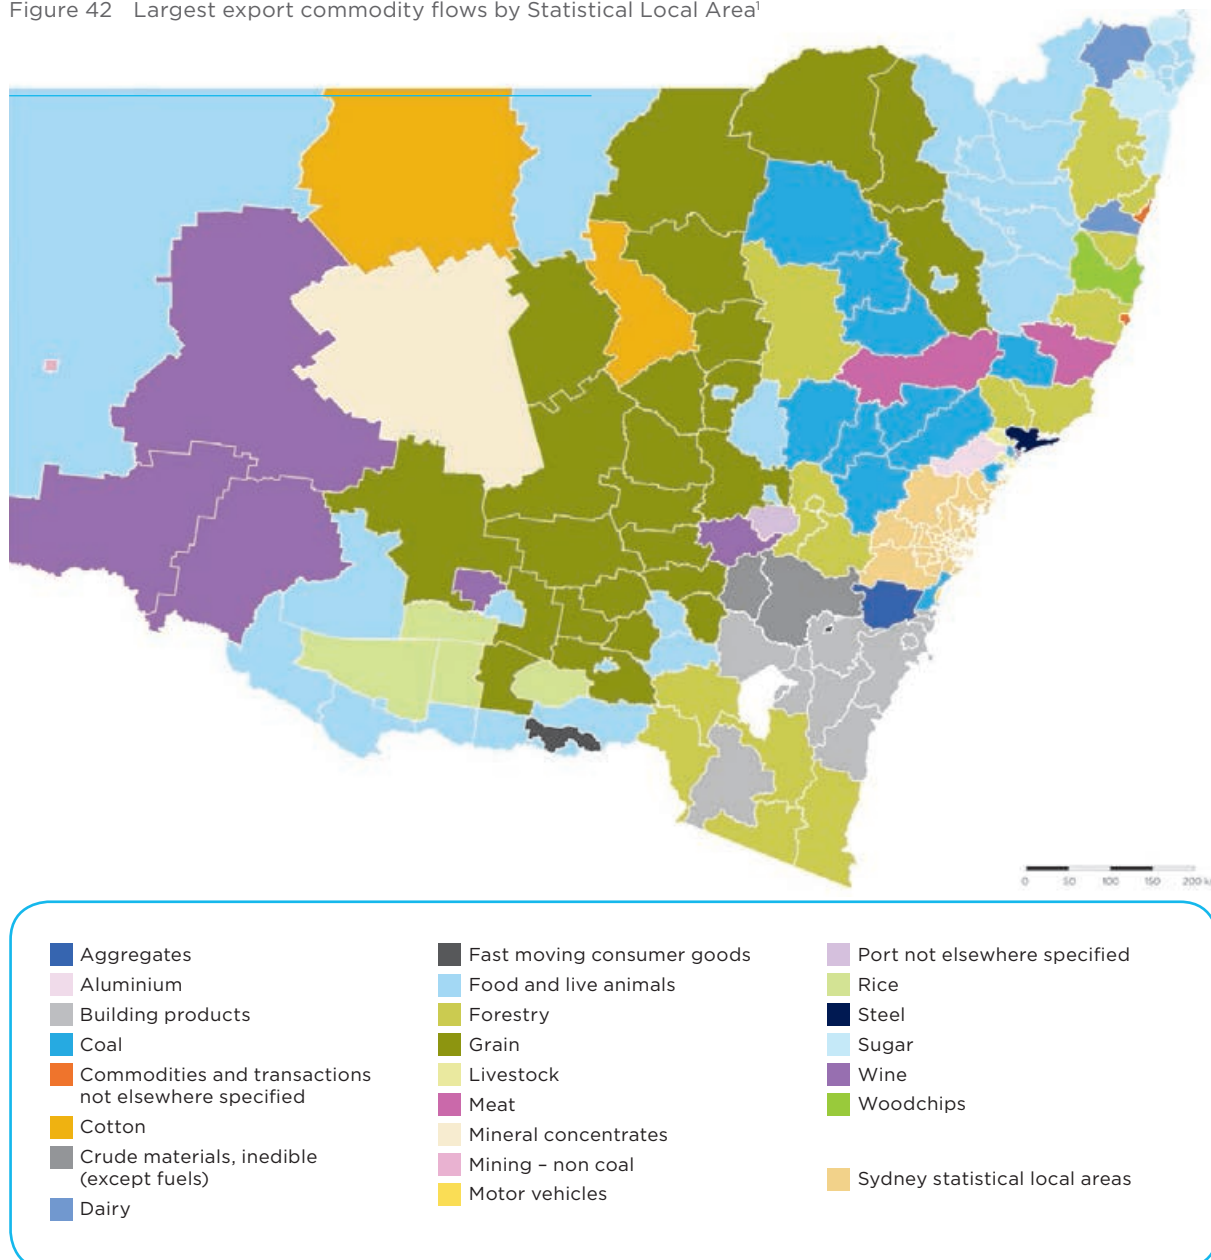 Figure 42 Largest export commodity flows by Statistical Local Area¹
0 50 100 150 200 k
Aggregates
Aluminium
Building products
Coal
Commodities and transactions
not elsewhere specified
Cotton
Crude materials, inedible
(except fuels)
Dairy
Fast moving consumer goods
Food and live animals
Forestry
Grain
Livestock
Meat
Mineral concentrates
Mining – non coal
Motor vehicles
Port not elsewhere specified
Rice
Steel
Sugar
Wine
Woodchips
Sydney statistical local areas